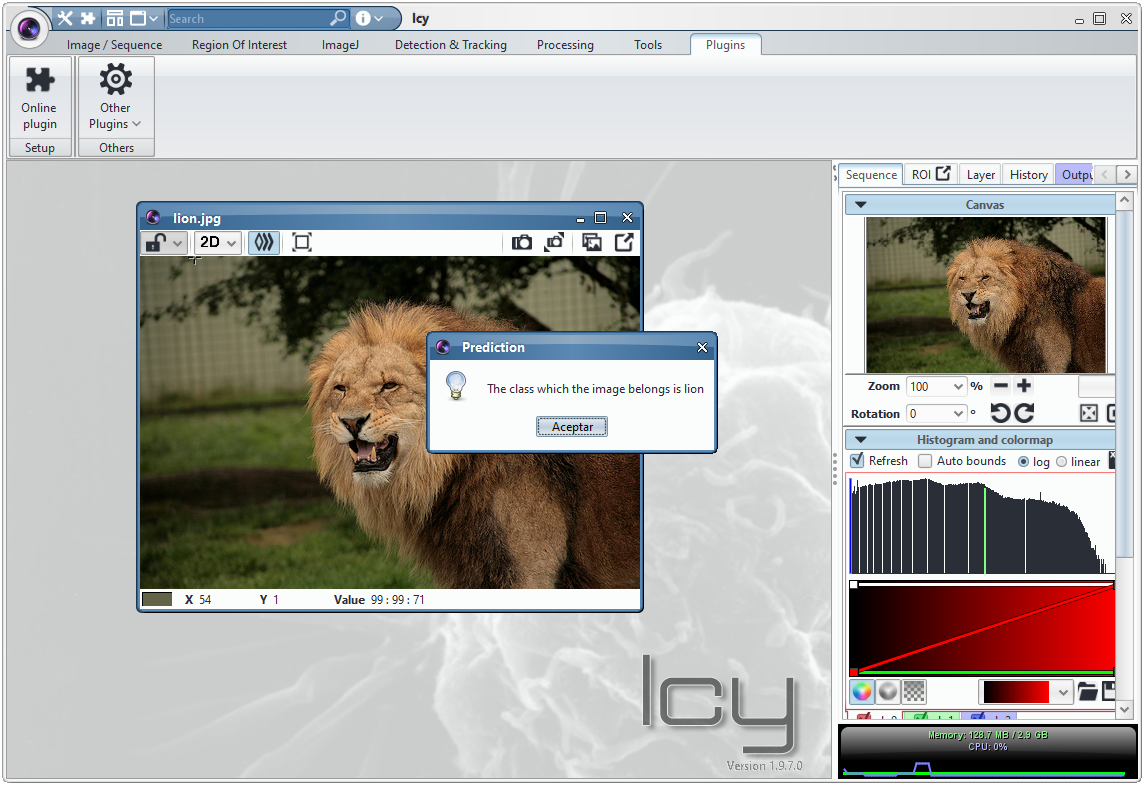 Search
Icy
Image / Sequence
Region Of Interest
ImageJ
Detection & Tracking
Processing
Tools
Plugins
Online
plugin
Setup
Other
Plugins
Others
lion.jpg
2D
Prediction
The class which the image belongs is lion
Aceptar
X 54
Y 1
Value 99 : 99 : 71
Icy
Version 1.9.7.0
Sequence
ROI
Layer
History
Outpu
Canvas
Zoom 100 %
Rotation 0 °
Histogram and colormap
Refresh
Auto bounds
log
linear
Memory: 128.7 MB / 2.9 GB
CPU: 0%